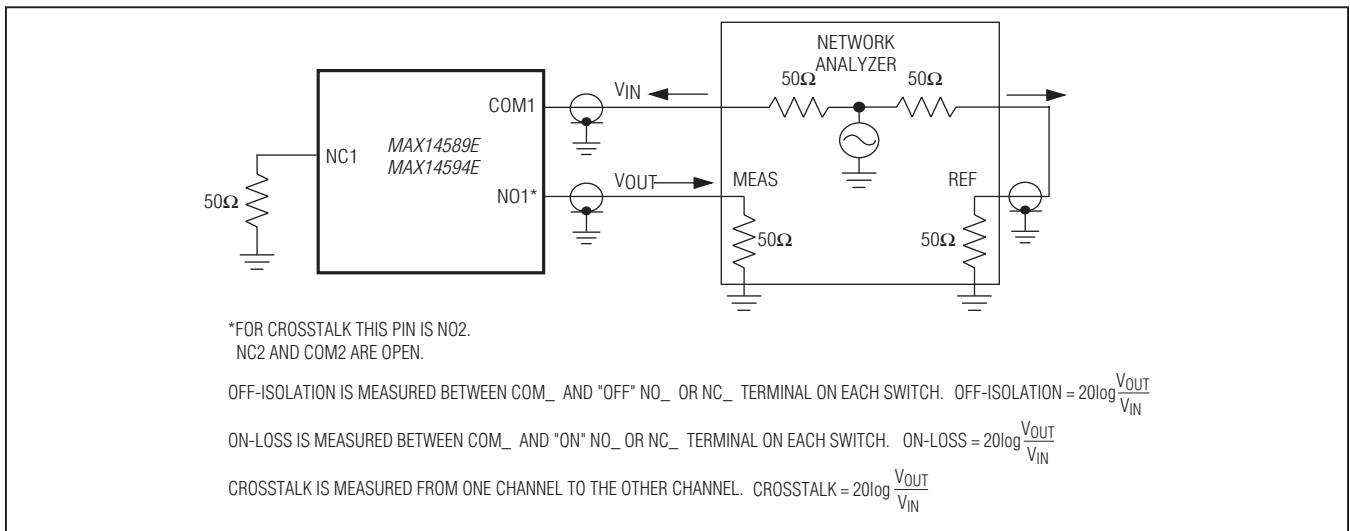 NETWORK
ANALYZER
50Ω
50Ω
VIN
COM1
MAX14589E
MAX14594E
NC1
NO1*
VOUT
MEAS
REF
50Ω
50Ω
50Ω
*FOR CROSSTALK THIS PIN IS NO2.
NC2 AND COM2 ARE OPEN.
OFF-ISOLATION IS MEASURED BETWEEN COM_ AND "OFF" NO_ OR NC_ TERMINAL ON EACH SWITCH. OFF-ISOLATION = 20log VOUT/VIN
ON-LOSS IS MEASURED BETWEEN COM_ AND "ON" NO_ OR NC_ TERMINAL ON EACH SWITCH. ON-LOSS = 20log VOUT/VIN
CROSSTALK IS MEASURED FROM ONE CHANNEL TO THE OTHER CHANNEL. CROSSTALK = 20log VOUT/VIN